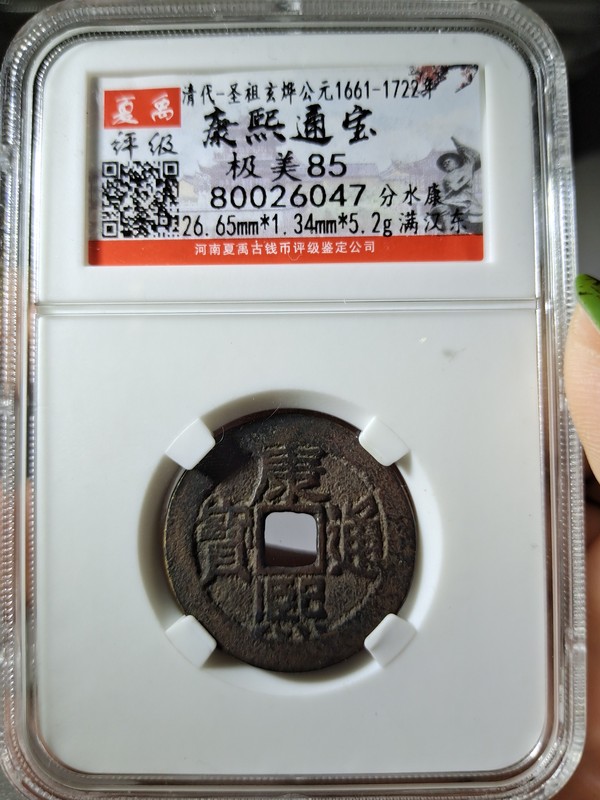 清代-圣祖玄烨公元1661-1722年
夏禹
评级
康熙通宝
极美85
80026047 分水康
26.65mm*1.34mm*5.2g 满汉东
河南夏禹古钱币评级鉴定公司
康熙通寳